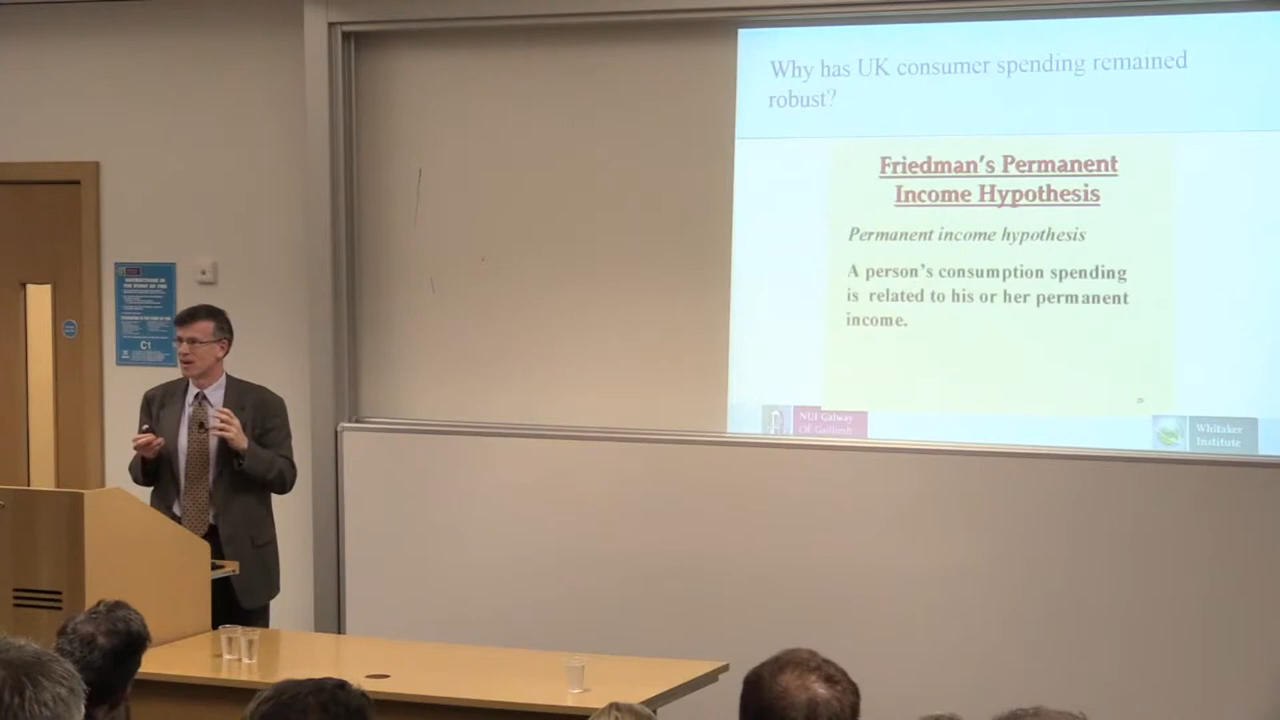 Why has UK consumer spending remained
robust?
Friedman's Permanent
Income Hypothesis
Permanent income hypothesis
A person's consumption spending
is related to his or her permanent
income.
NUI Galway
OÉ Gaillimh
Whitaker
Institute
C1